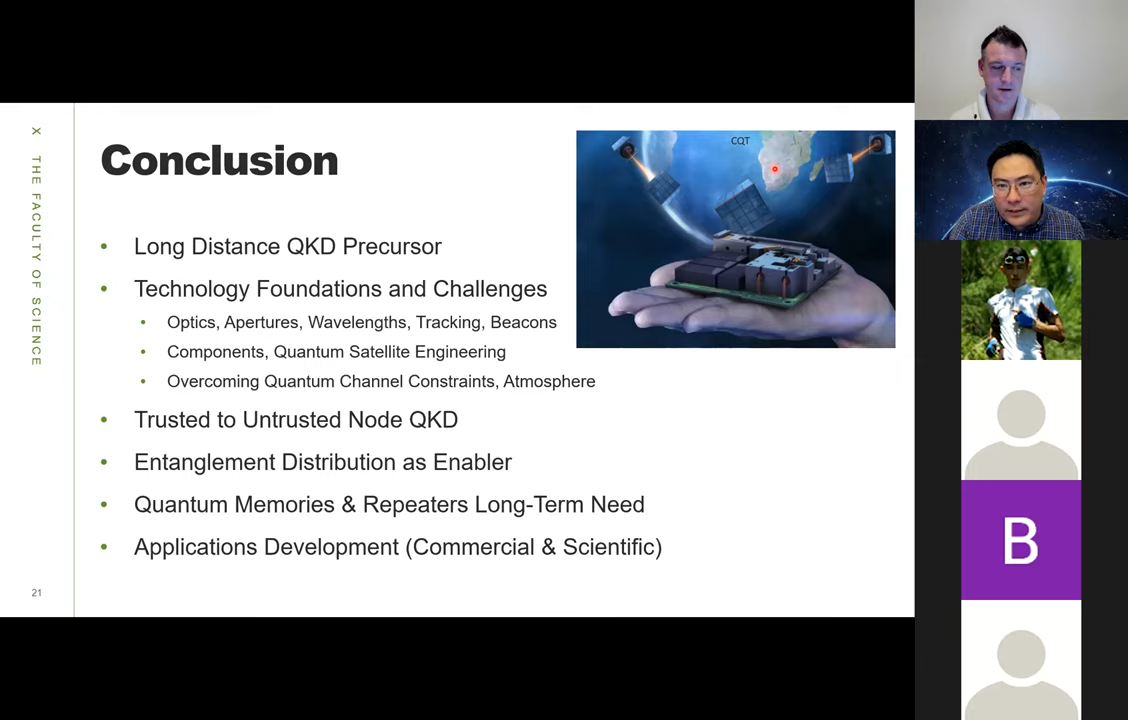 X THE FACULTY OF SCIENCE
Conclusion
CQT
• Long Distance QKD Precursor
• Technology Foundations and Challenges
• Optics, Apertures, Wavelengths, Tracking, Beacons
• Components, Quantum Satellite Engineering
• Overcoming Quantum Channel Constraints, Atmosphere
• Trusted to Untrusted Node QKD
• Entanglement Distribution as Enabler
• Quantum Memories & Repeaters Long-Term Need
• Applications Development (Commercial & Scientific)
21
B